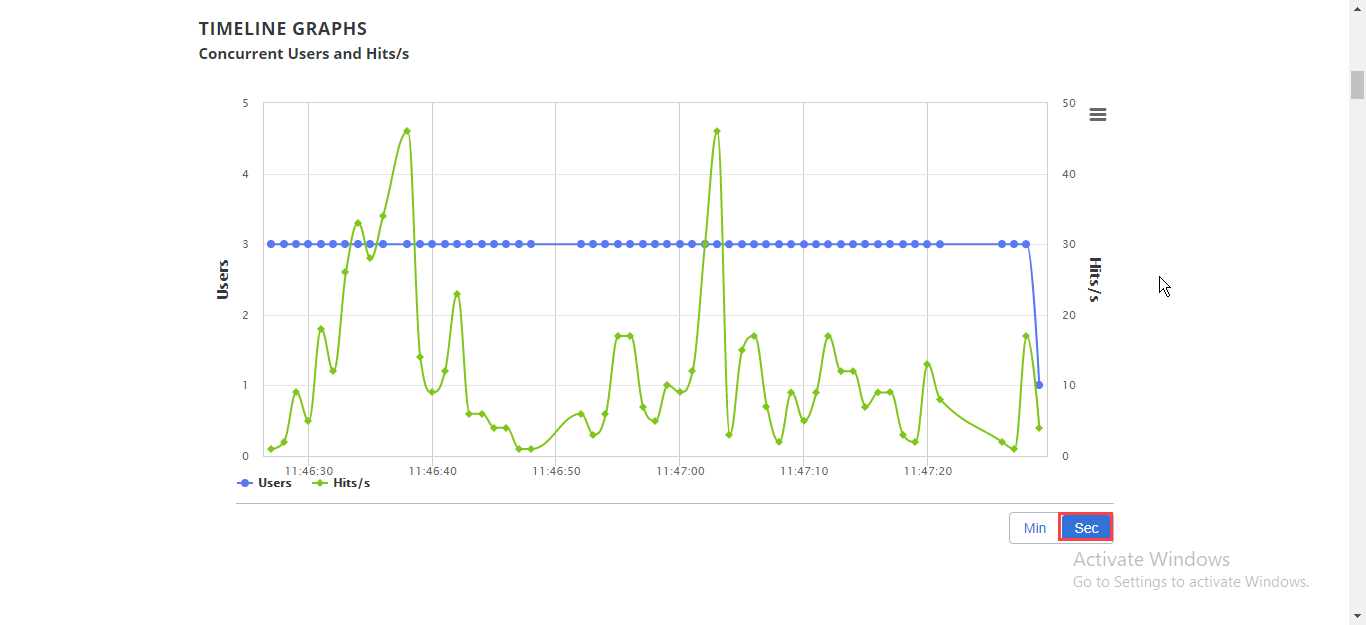 TIMELINE GRAPHS
Concurrent Users and Hits/s
5
4
3
2
1
0
Users
50
40
30
20
10
0
Hits/s
11:46:30 11:46:40 11:46:50 11:47:00 11:47:10 11:47:20
Users Hits/s
Min Sec
Activate Windows
Go to Settings to activate Windows.